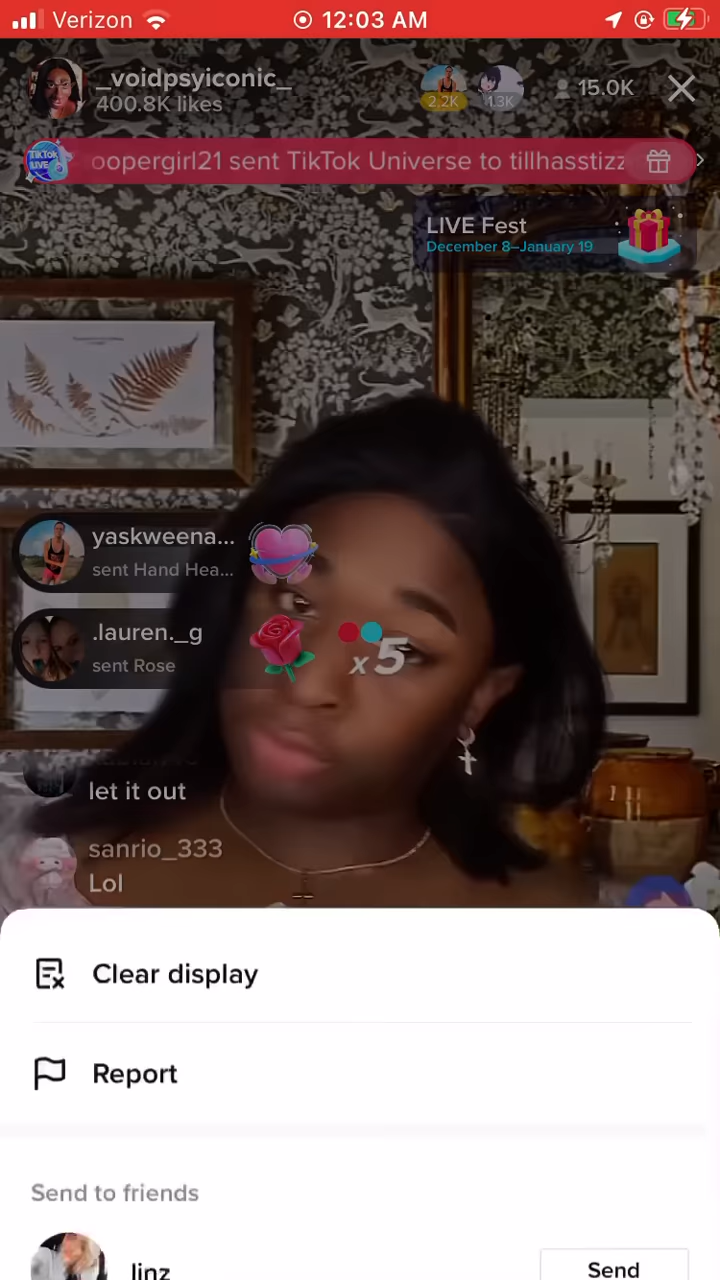 Verizon
12:03 AM
_voidpsyiconic_
400.8K likes
2.2K
1.3K
15.0K
oopergirl21 sent TikTok Universe to tillhasstizz
TikTok
LIVE
LIVE Fest
December 8–January 19
yaskweena...
sent Hand Hea...
.lauren._g
sent Rose
x5
let it out
sanrio_333
Lol
Clear display
Report
Send to friends
linz
Send